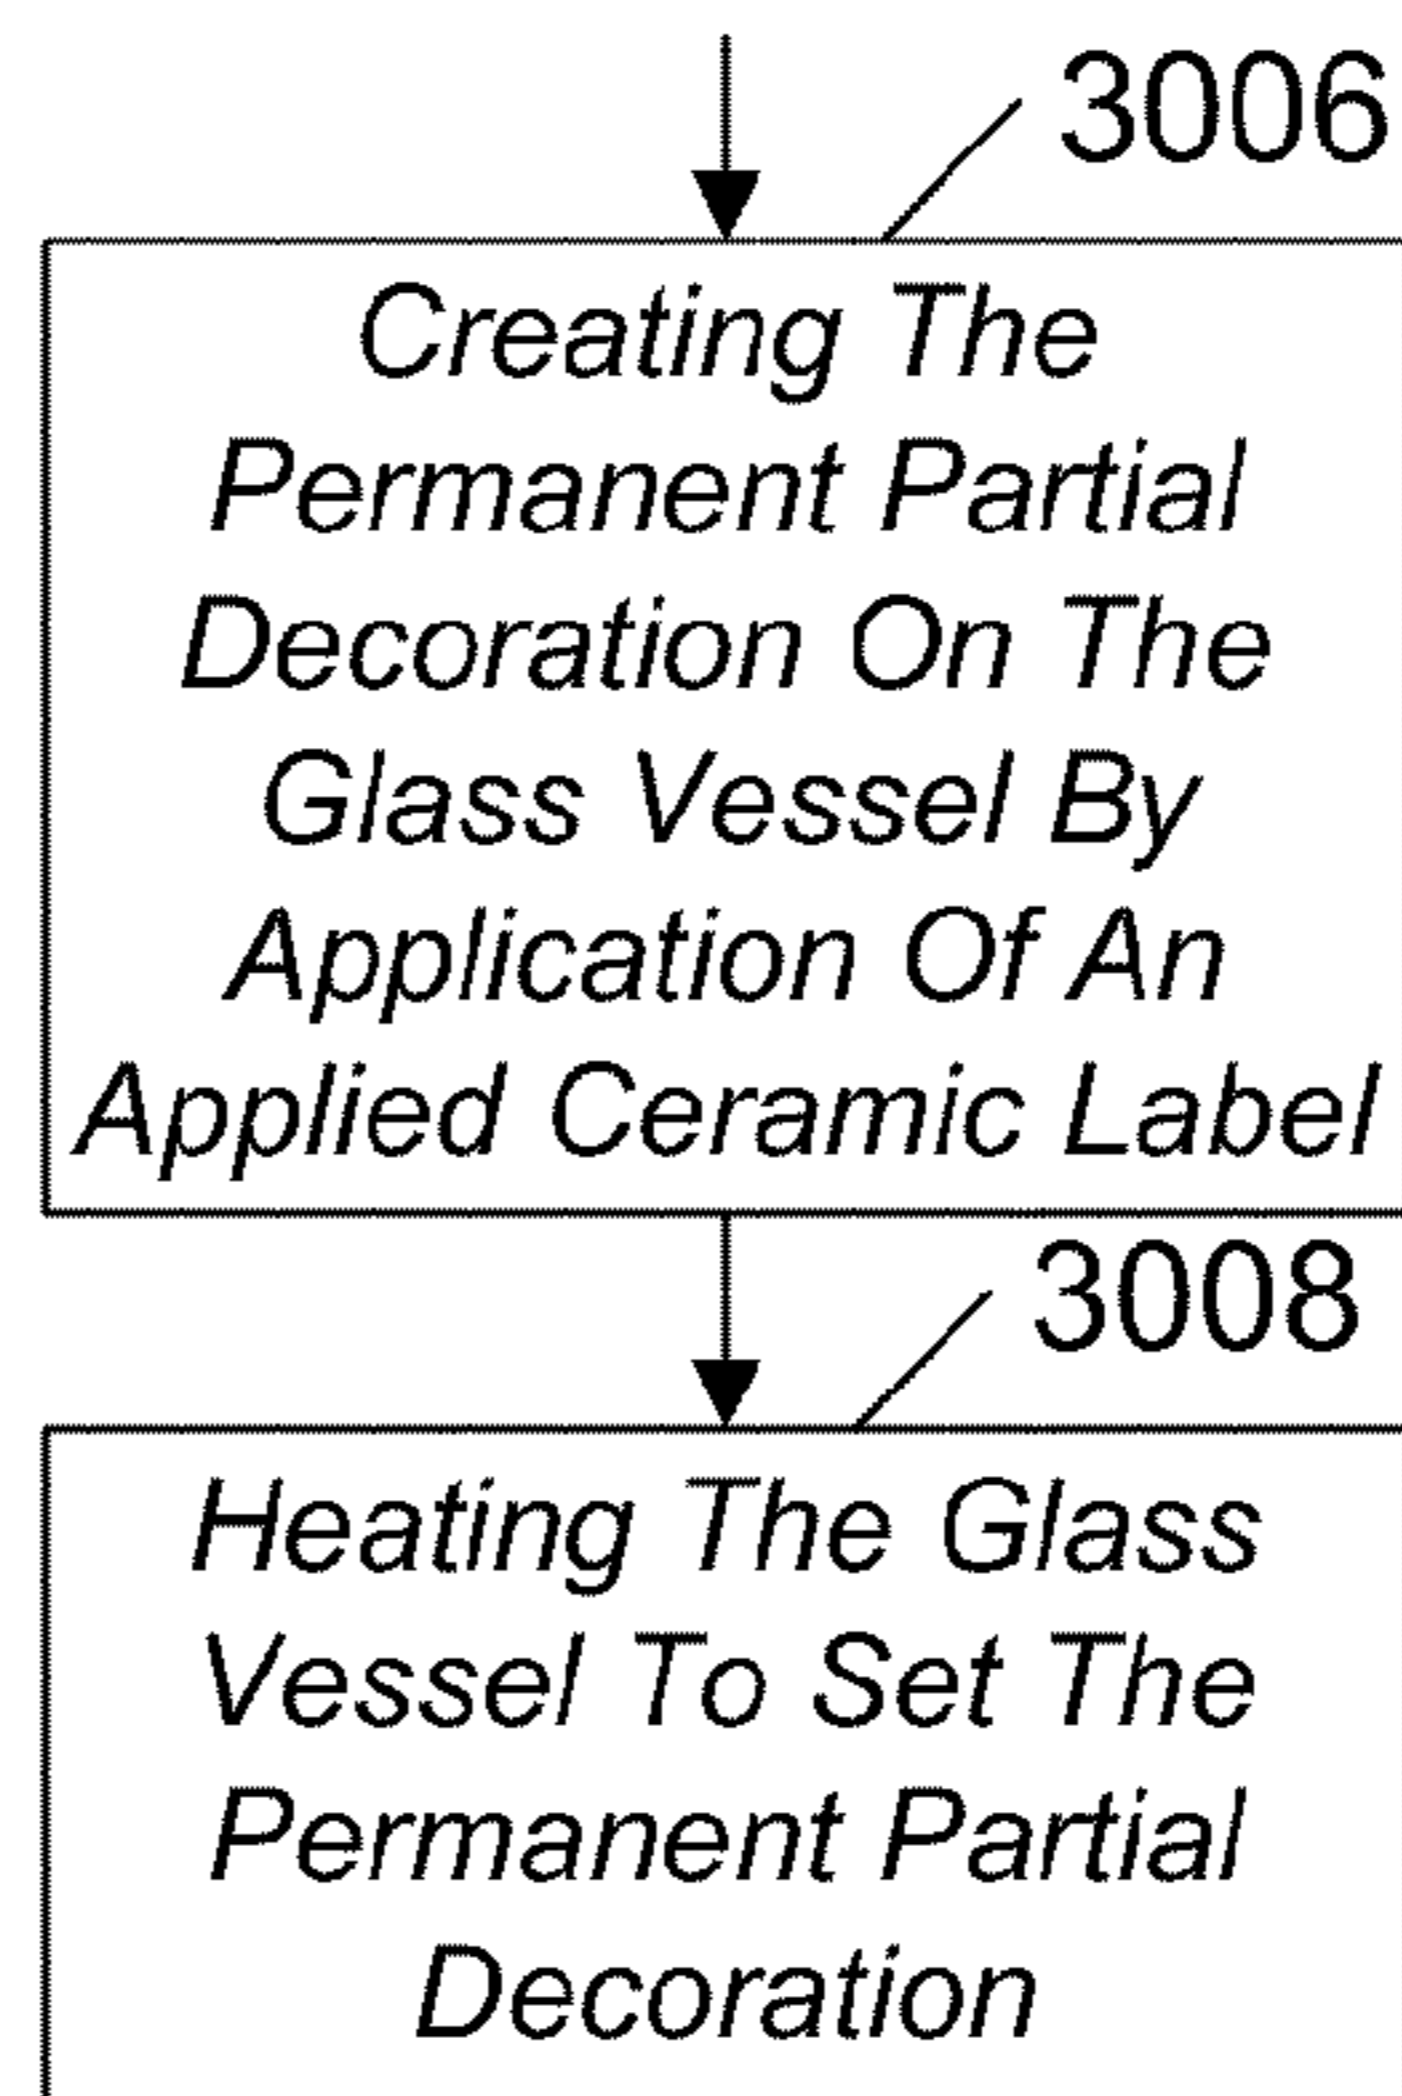 3006
Creating The
Permanent Partial
Decoration On The
Glass Vessel By
Application Of An
Applied Ceramic Label
3008
Heating The Glass
Vessel To Set The
Permanent Partial
Decoration